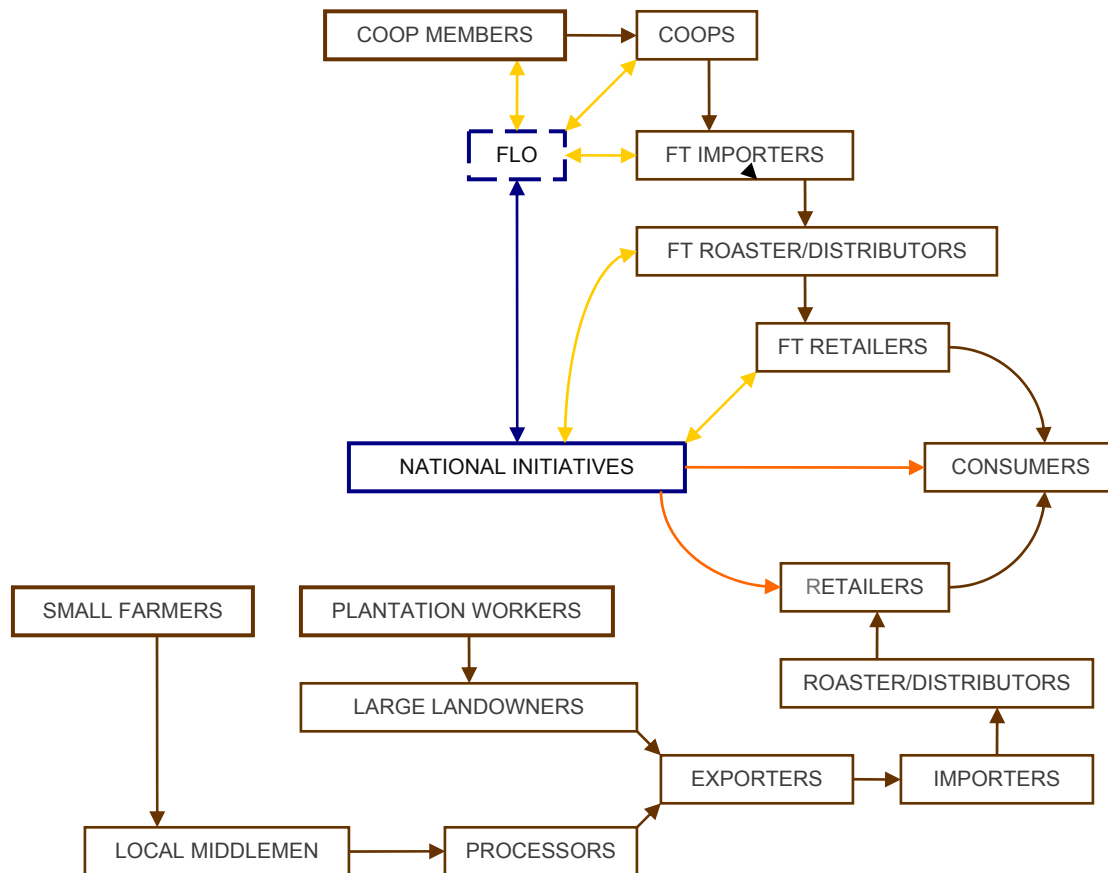 COOP MEMBERS
COOPS
FLO
FT IMPORTERS
FT ROASTER/DISTRIBUTORS
FT RETAILERS
NATIONAL INITIATIVES
CONSUMERS
RETAILERS
SMALL FARMERS
PLANTATION WORKERS
ROASTER/DISTRIBUTORS
LARGE LANDOWNERS
EXPORTERS
IMPORTERS
LOCAL MIDDLEMEN
PROCESSORS